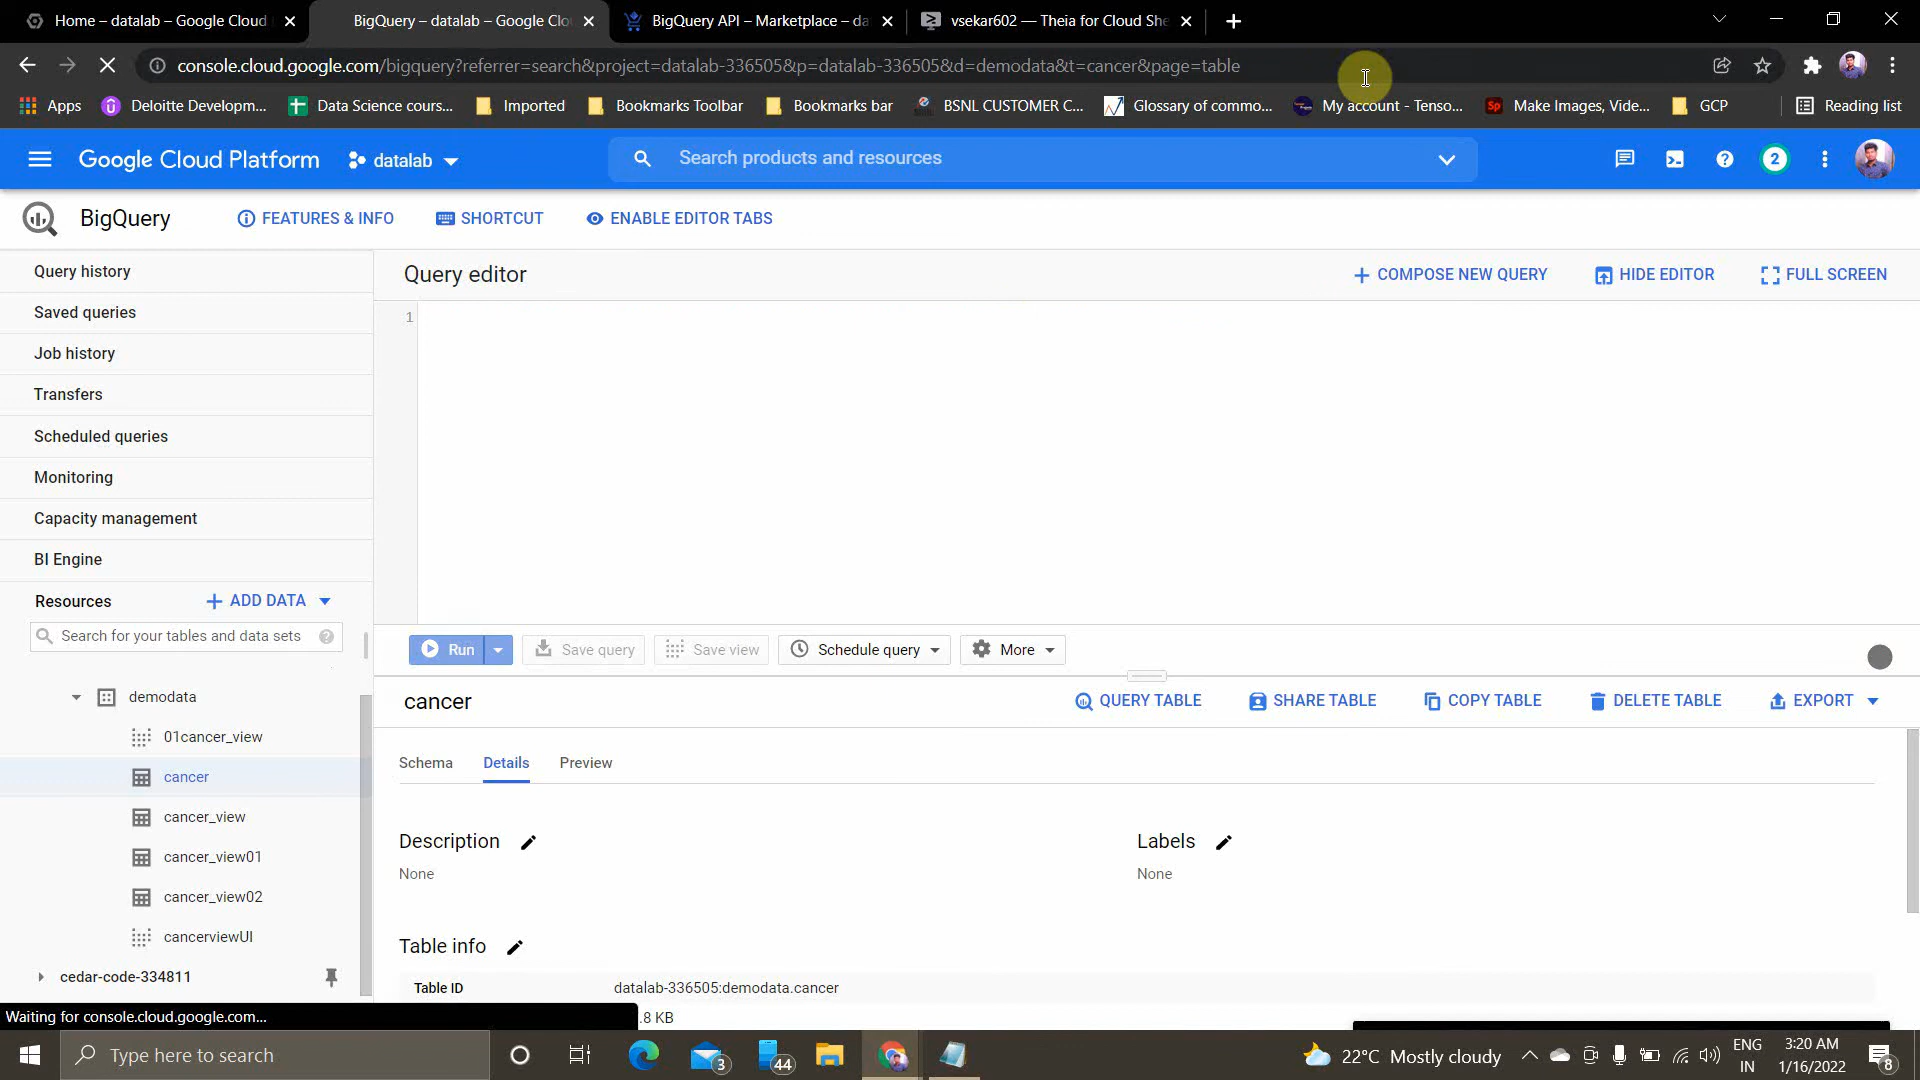 Home – datalab – Google Cloud
BigQuery – datalab – Google Clo
BigQuery API – Marketplace – da
vsekar602 — Theia for Cloud She
console.cloud.google.com/bigquery?referrer=search&project=datalab-336505&p=datalab-336505&d=demodata&t=cancer&page=table
Apps
Deloitte Developm...
Data Science cours...
Imported
Bookmarks Toolbar
Bookmarks bar
BSNL CUSTOMER C...
Glossary of commo...
My account - Tenso...
Sp
Make Images, Vide...
GCP
Reading list
Google Cloud Platform
datalab
Search products and resources
2
BigQuery
FEATURES & INFO
SHORTCUT
ENABLE EDITOR TABS
Query history
Saved queries
Job history
Transfers
Scheduled queries
Monitoring
Capacity management
BI Engine
Resources
ADD DATA
Search for your tables and data sets
demodata
01cancer_view
cancer
cancer_view
cancer_view01
cancer_view02
cancerviewUI
cedar-code-334811
Query editor
COMPOSE NEW QUERY
HIDE EDITOR
FULL SCREEN
1
Run
Save query
Save view
Schedule query
More
cancer
QUERY TABLE
SHARE TABLE
COPY TABLE
DELETE TABLE
EXPORT
Schema
Details
Preview
Description
None
Labels
None
Table info
Table ID
datalab-336505:demodata.cancer
.8 KB
Waiting for console.cloud.google.com...
Type here to search
3
44
22°C Mostly cloudy
ENG
IN
3:20 AM
1/16/2022
8